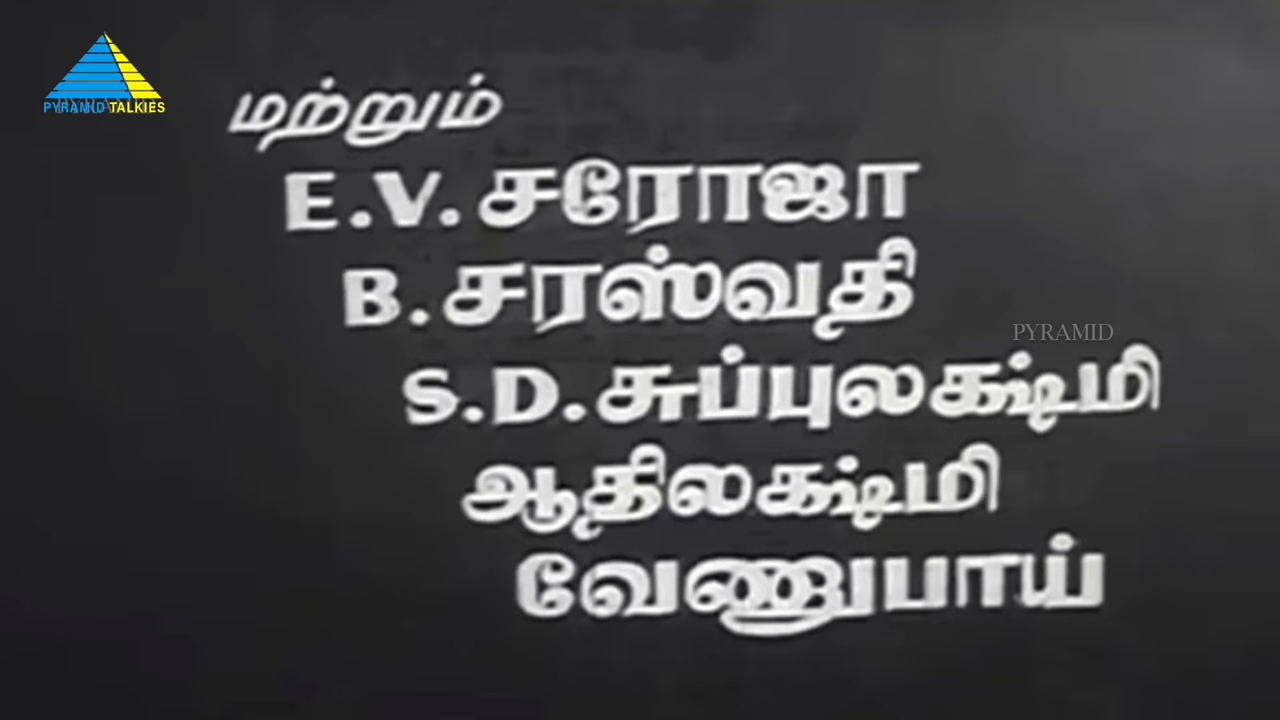 PYRAMID TALKIES
மற்றும்
E.V. சரோஜா
B. சரஸ்வதி
PYRAMID
S.D. சுப்புலக்ஷ்மி
ஆதிலக்ஷ்மி
வேணுபாய்